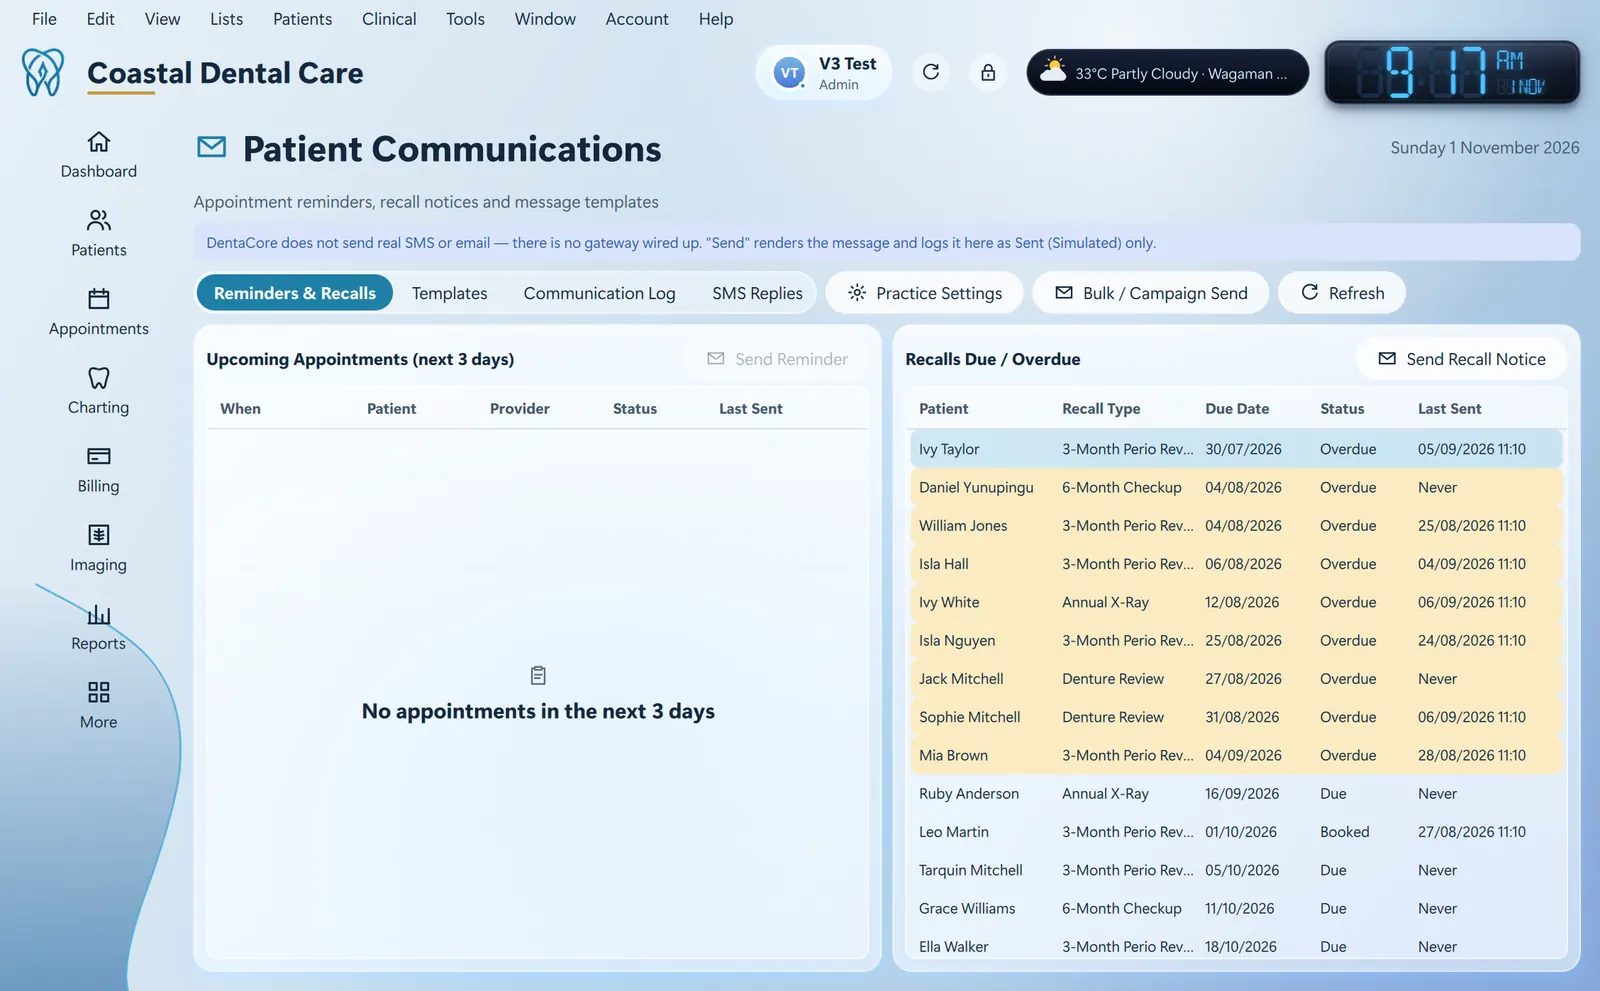 File Edit View Lists Patients Clinical Tools Window Account Help
Coastal Dental Care
VT
V3 Test
Admin
33°C Partly Cloudy · Wagaman ...
9 17 AM
1 NOV
Dashboard
Patients
Appointments
Charting
Billing
Imaging
Reports
More
Patient Communications
Sunday 1 November 2026
Appointment reminders, recall notices and message templates
DentaCore does not send real SMS or email — there is no gateway wired up. "Send" renders the message and logs it here as Sent (Simulated) only.
Reminders & Recalls Templates Communication Log SMS Replies Practice Settings Bulk / Campaign Send Refresh
Upcoming Appointments (next 3 days) Send Reminder
When Patient Provider Status Last Sent
No appointments in the next 3 days
Recalls Due / Overdue Send Recall Notice
Patient Recall Type Due Date Status Last Sent
Ivy Taylor 3-Month Perio Rev... 30/07/2026 Overdue 05/09/2026 11:10
Daniel Yunupingu 6-Month Checkup 04/08/2026 Overdue Never
William Jones 3-Month Perio Rev... 04/08/2026 Overdue 25/08/2026 11:10
Isla Hall 3-Month Perio Rev... 06/08/2026 Overdue 04/09/2026 11:10
Ivy White Annual X-Ray 12/08/2026 Overdue 06/09/2026 11:10
Isla Nguyen 3-Month Perio Rev... 25/08/2026 Overdue 24/08/2026 11:10
Jack Mitchell Denture Review 27/08/2026 Overdue Never
Sophie Mitchell Denture Review 31/08/2026 Overdue 06/09/2026 11:10
Mia Brown 3-Month Perio Rev... 04/09/2026 Overdue 28/08/2026 11:10
Ruby Anderson Annual X-Ray 16/09/2026 Due Never
Leo Martin 3-Month Perio Rev... 01/10/2026 Booked 27/08/2026 11:10
Tarquin Mitchell 3-Month Perio Rev... 05/10/2026 Due Never
Grace Williams 6-Month Checkup 11/10/2026 Due Never
Ella Walker 3-Month Perio Rev... 18/10/2026 Due Never